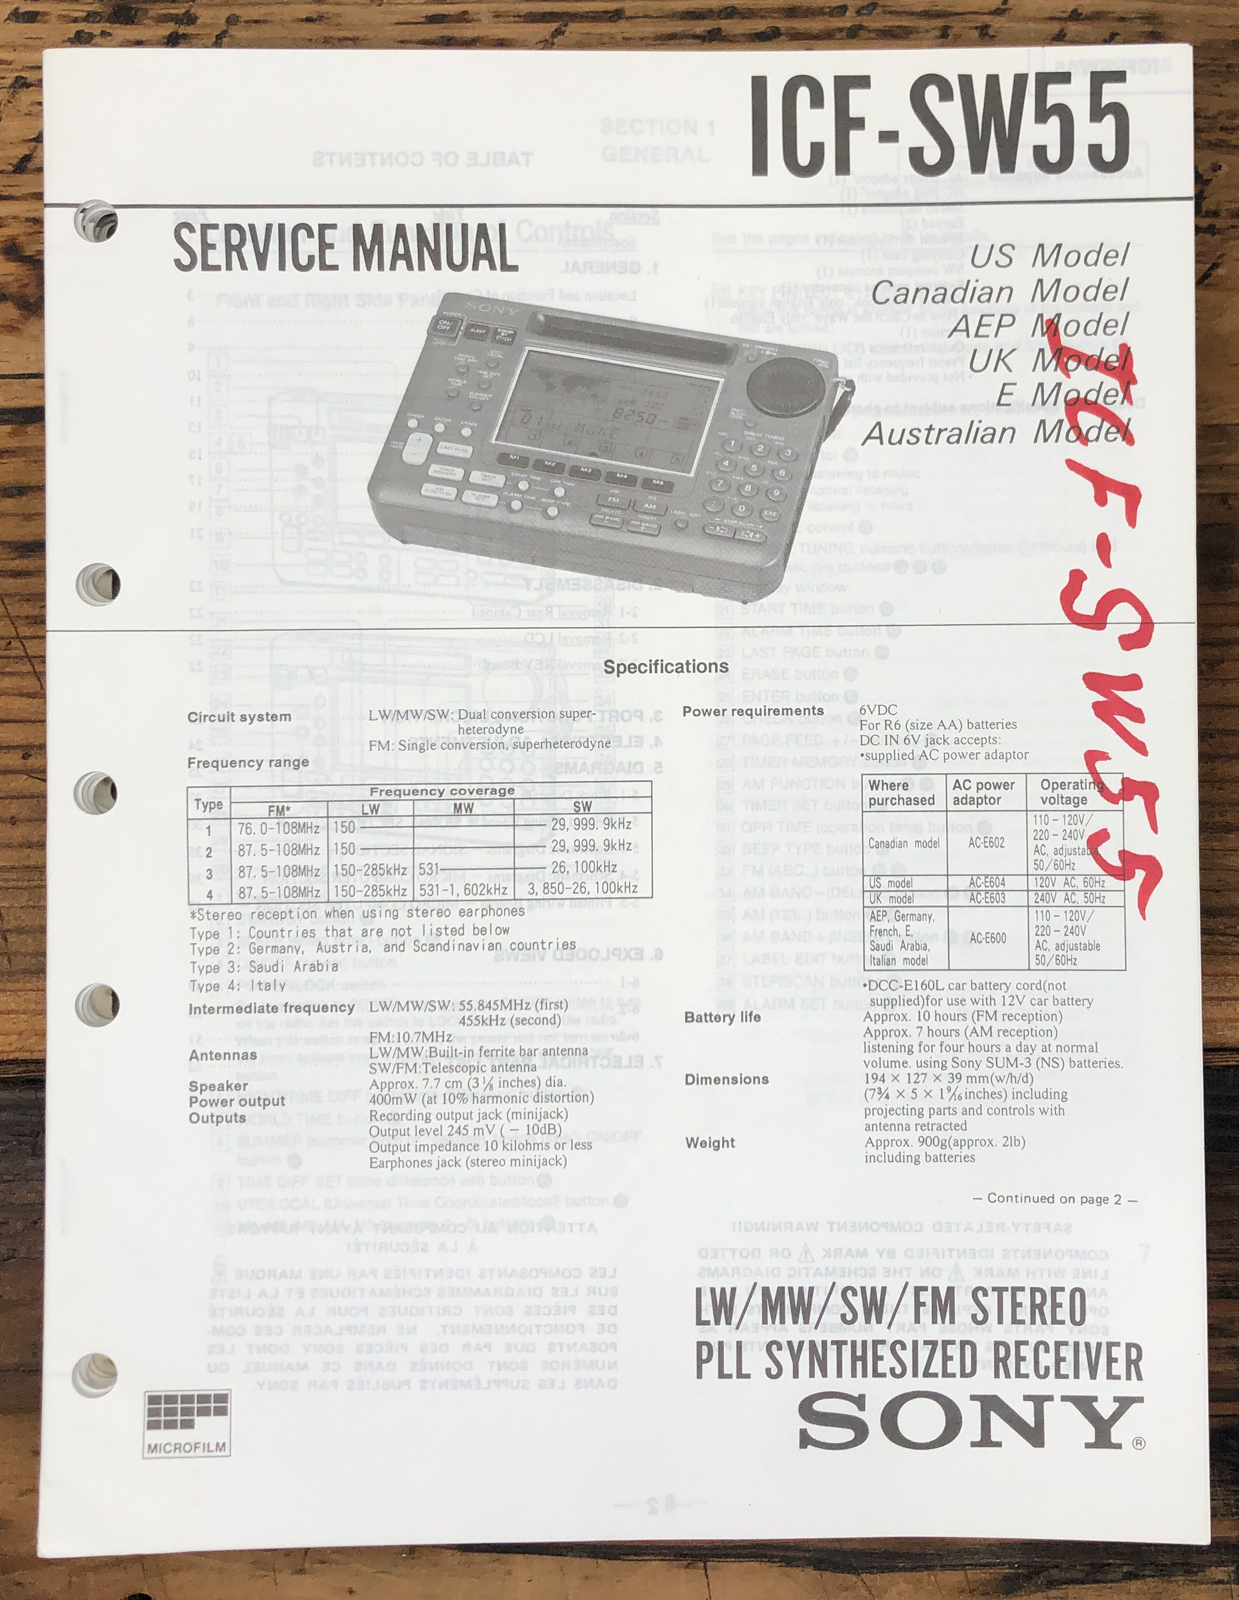 ICF-SW55
SERVICE MANUAL
US Model
Canadian Model
AEP Model
UK Model
E Model
Australian Model
ICF-SW55
SONY
Specifications
Circuit system LW/MW/SW: Dual conversion super-
heterodyne
FM: Single conversion, superheterodyne
Frequency range
Type Frequency coverage
FM* LW MW SW
1 76.0-108MHz 150 29,999.9kHz
2 87.5-108MHz 150 29,999.9kHz
3 87.5-108MHz 150-285kHz 531 26,100kHz
4 87.5-108MHz 150-285kHz 531-1,602kHz 3,850-26,100kHz
*Stereo reception when using stereo earphones
Type 1: Countries that are not listed below
Type 2: Germany, Austria, and Scandinavian countries
Type 3: Saudi Arabia
Type 4: Italy
Intermediate frequency LW/MW/SW: 55.845MHz (first)
455kHz (second)
FM:10.7MHz
Antennas LW/MW:Built-in ferrite bar antenna
SW/FM:Telescopic antenna
Speaker Approx. 7.7 cm (3 1/8 inches) dia.
Power output 400mW (at 10% harmonic distortion)
Outputs Recording output jack (minijack)
Output level 245 mV (−10dB)
Output impedance 10 kilohms or less
Earphones jack (stereo minijack)
Power requirements 6VDC
For R6 (size AA) batteries
DC IN 6V jack accepts:
•supplied AC power adaptor
Where purchased AC power adaptor Operating voltage
Canadian model AC-E602 110-120V/
220-240V
AC, adjustable
50/60Hz
US model AC-E604 120V AC, 60Hz
UK model AC-E603 240V AC, 50Hz
AEP, Germany, 110-120V/
French, E, AC-E600 220-240V
Saudi Arabia, AC, adjustable
Italian model 50/60Hz
•DCC-E160L car battery cord(not
supplied)for use with 12V car battery
Battery life Approx. 10 hours (FM reception)
Approx. 7 hours (AM reception)
listening for four hours a day at normal
volume. using Sony SUM-3 (NS) batteries.
Dimensions 194 × 127 × 39 mm(w/h/d)
(7 3/4 × 5 × 1 9/16 inches) including
projecting parts and controls with
antenna retracted
Weight Approx. 900g(approx. 2lb)
including batteries
— Continued on page 2 —
LW/MW/SW/FM STEREO
PLL SYNTHESIZED RECEIVER
SONY®
MICROFILM